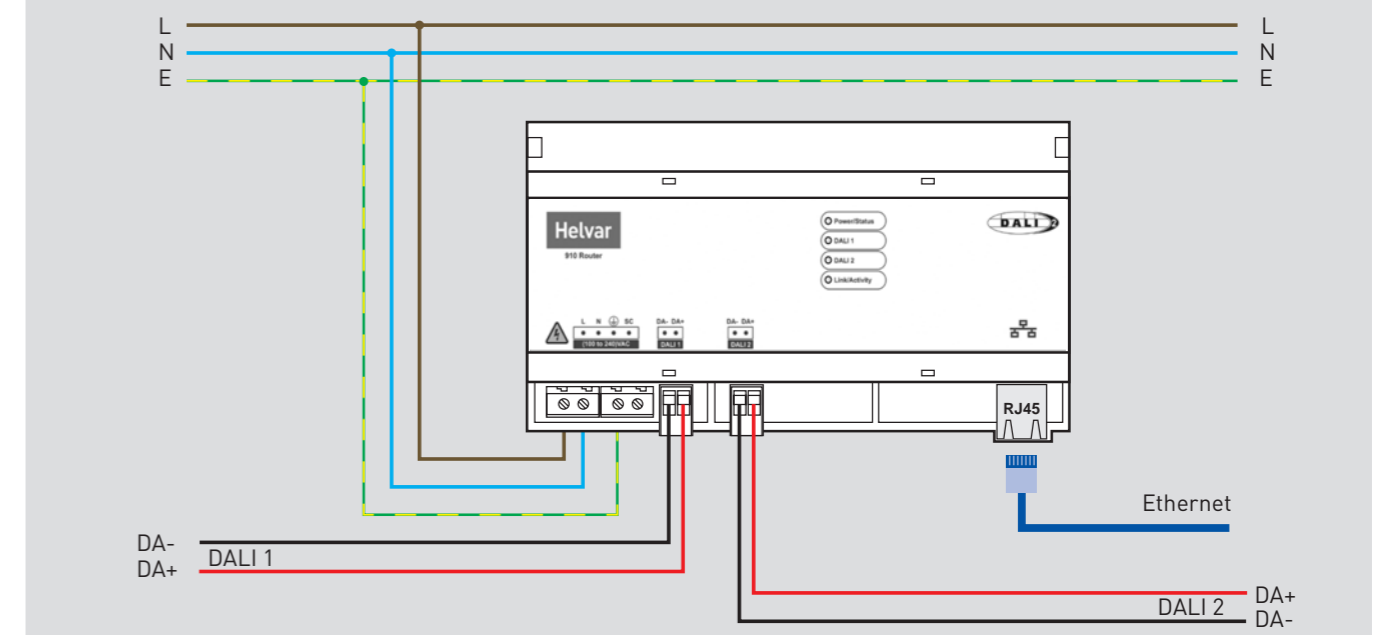 L
L
N
N
E
E
Helvar
910 Router
Power/Status
DALI 1
DALI 2
Link/Activity
DALI 2
L N SC
(100 to 240)VAC
DA- DA+
DALI 1
DA- DA+
DALI 2
RJ45
Ethernet
DA-
DALI 1
DA+
DA+
DALI 2
DA-